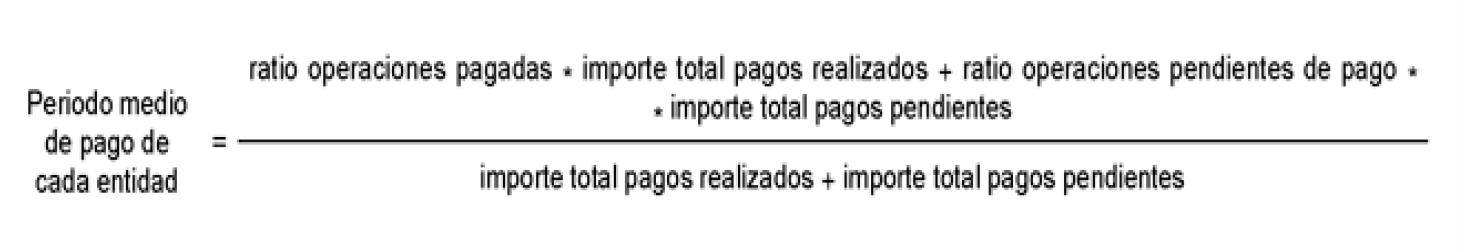 ratio operaciones pagadas * importe total pagos realizados + ratio operaciones pendientes de pago *
* importe total pagos pendientes
Periodo medio
de pago de
cada entidad
=
importe total pagos realizados + importe total pagos pendientes